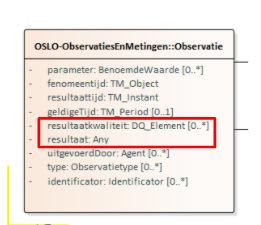 OSLO-ObservatiesEnMetingen::Observatie
- parameter: BenoemdeWaarde [0..*]
- fenomeentijd: TM_Object
- resultaattijd: TM_Instant
- geldigeTijd: TM_Period [0..1]
- resultaatkwaliteit: DQ_Element [0..*]
- resultaat: Any
- uitgevoerdDoor: Agent [0..*]
- type: Observatietype [0..*]
- identificator: Identificator [0..*]